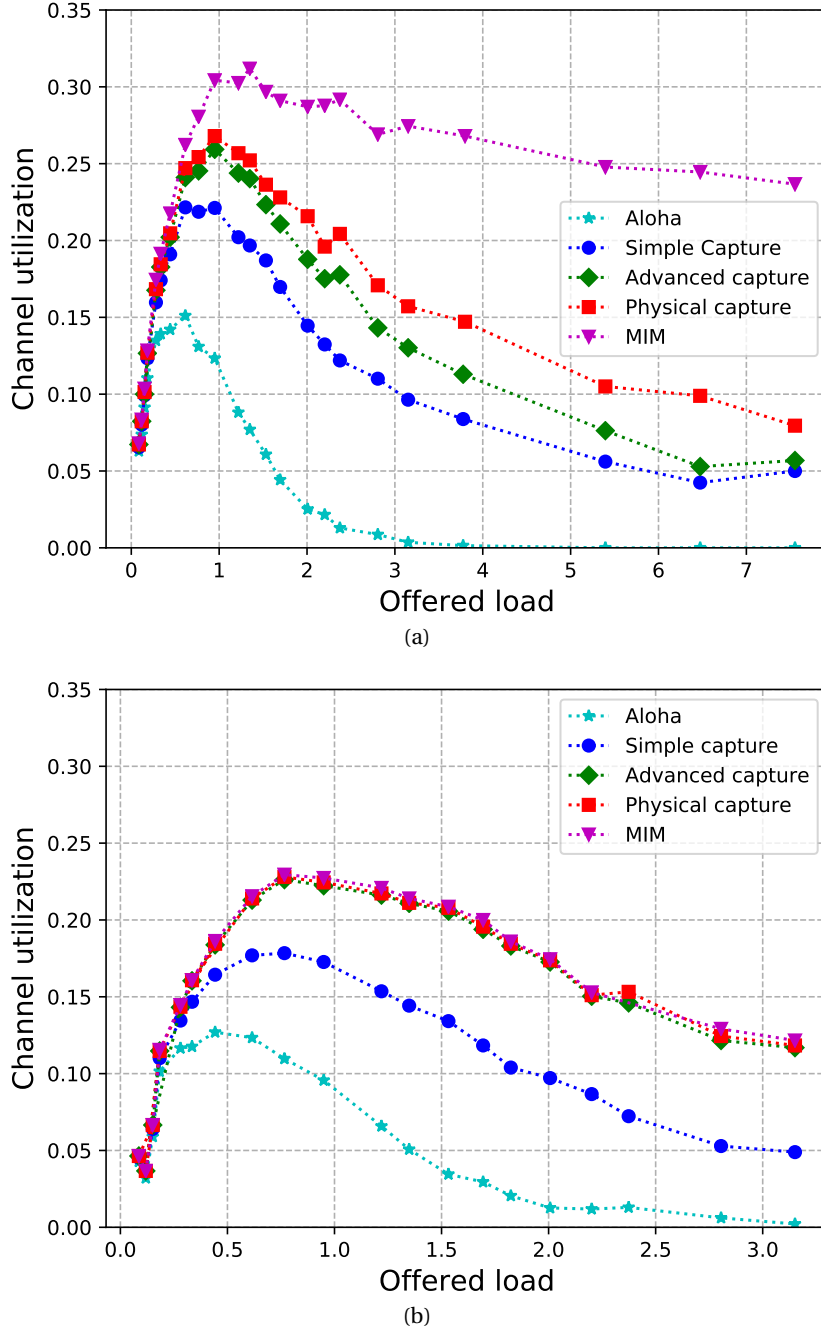 0.35
0.30
0.25
0.20
0.15
0.10
0.05
0.00
Channel utilization
Aloha
Simple Capture
Advanced capture
Physical capture
MIM
0 1 2 3 4 5 6 7
Offered load
(a)
0.35
0.30
0.25
0.20
0.15
0.10
0.05
0.00
Channel utilization
Aloha
Simple capture
Advanced capture
Physical capture
MIM
0.0 0.5 1.0 1.5 2.0 2.5 3.0
Offered load
(b)